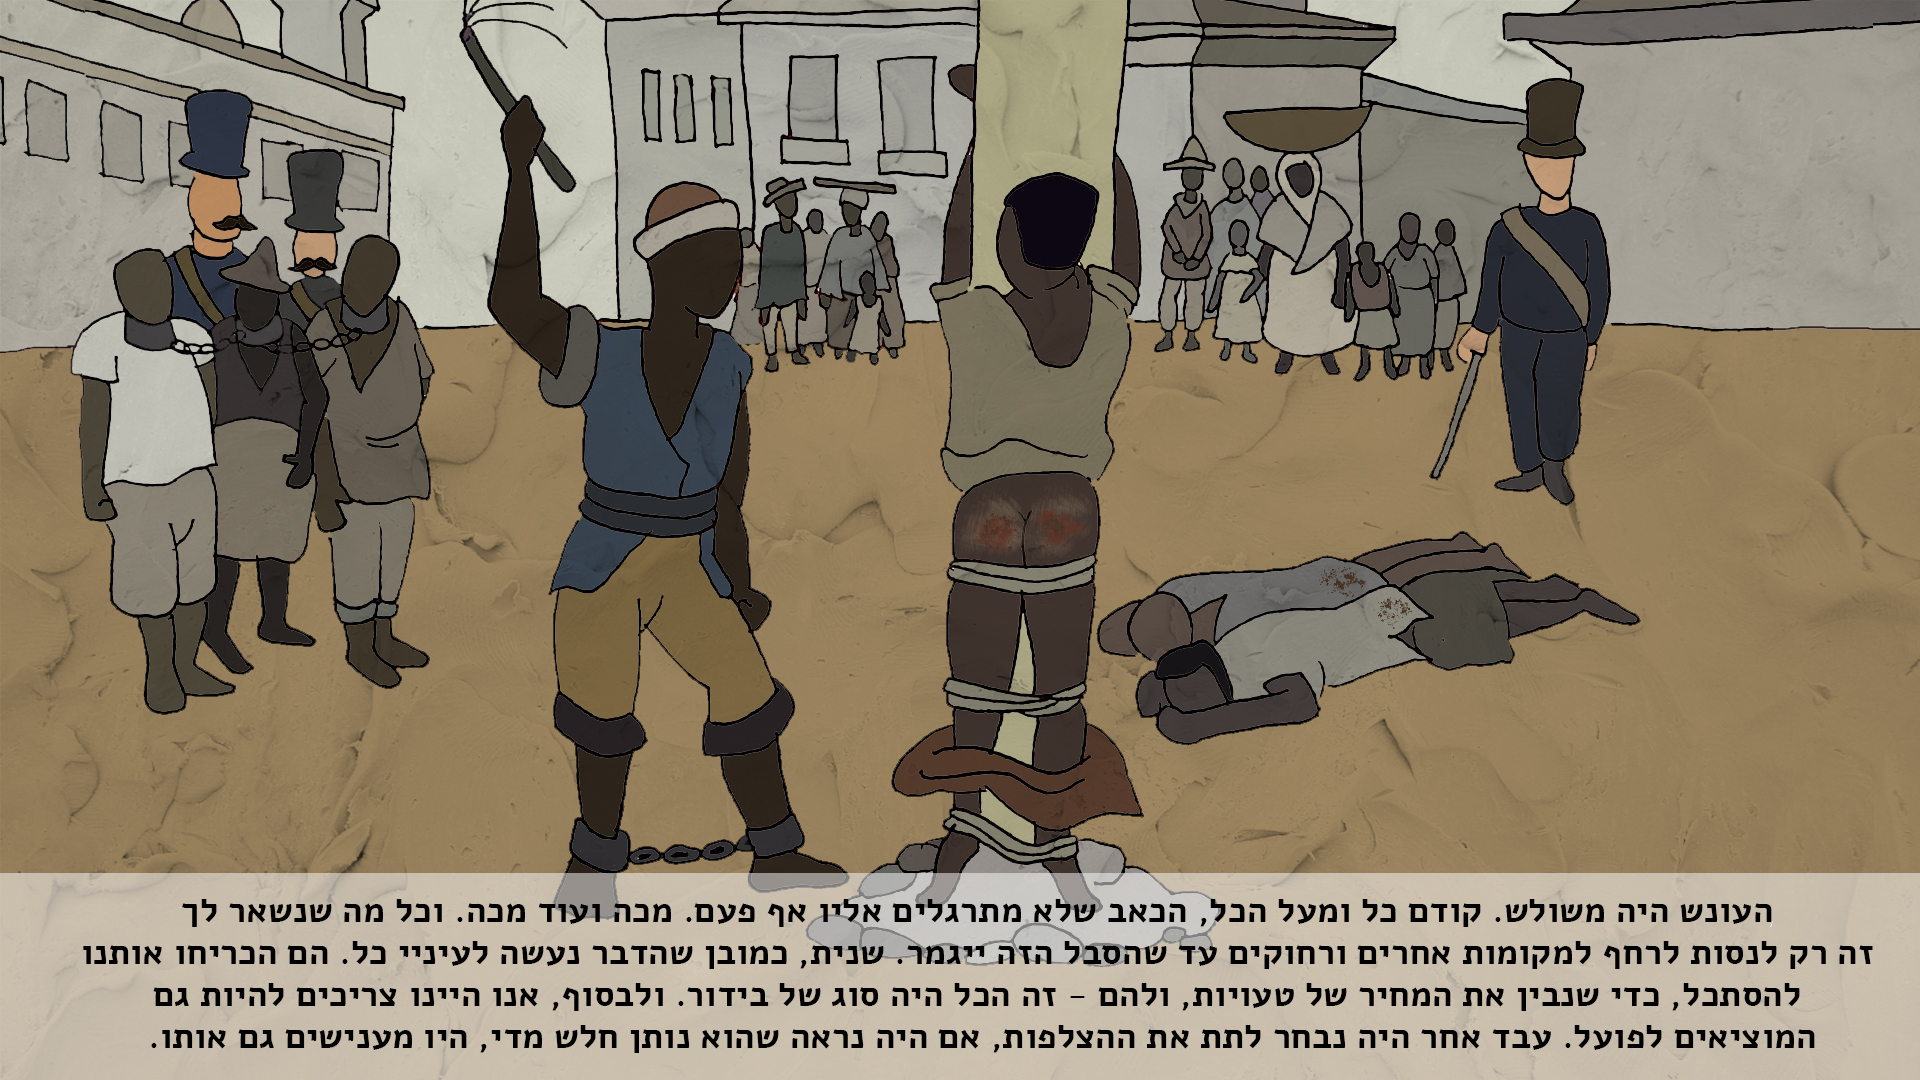 העונש היה משולש. קודם כל ומעל הכל, הכאב שלא מתרגלים אליו אף פעם. מכה ועוד מכה. וכל מה שנשאר לך
זה רק לנסות לרחף למקומות אחרים ורחוקים עד שהסבל הזה ייגמר. שנית, כמובן שהדבר נעשה לעיניי כל. הם הכריחו אותנו
להסתכל, כדי שנבין את המחיר של טעויות, ולהם – זה הכל היה סוג של בידור. ולבסוף, אנו היינו צריכים להיות גם
המוציאים לפועל. עבד אחר היה נבחר לתת את ההצלפות, אם היה נראה שהוא נותן חלש מדי, היו מענישים גם אותו.